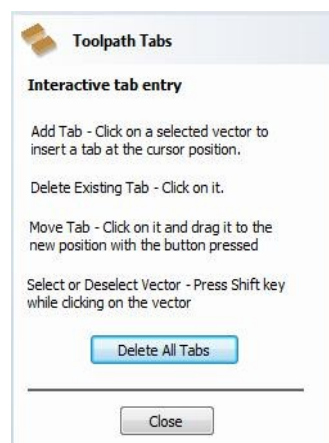 Toolpath Tabs
Interactive tab entry
Add Tab - Click on a selected vector to
insert a tab at the cursor position.
Delete Existing Tab - Click on it.
Move Tab - Click on it and drag it to the
new position with the button pressed
Select or Deselect Vector - Press Shift key
while clicking on the vector
Delete All Tabs
Close